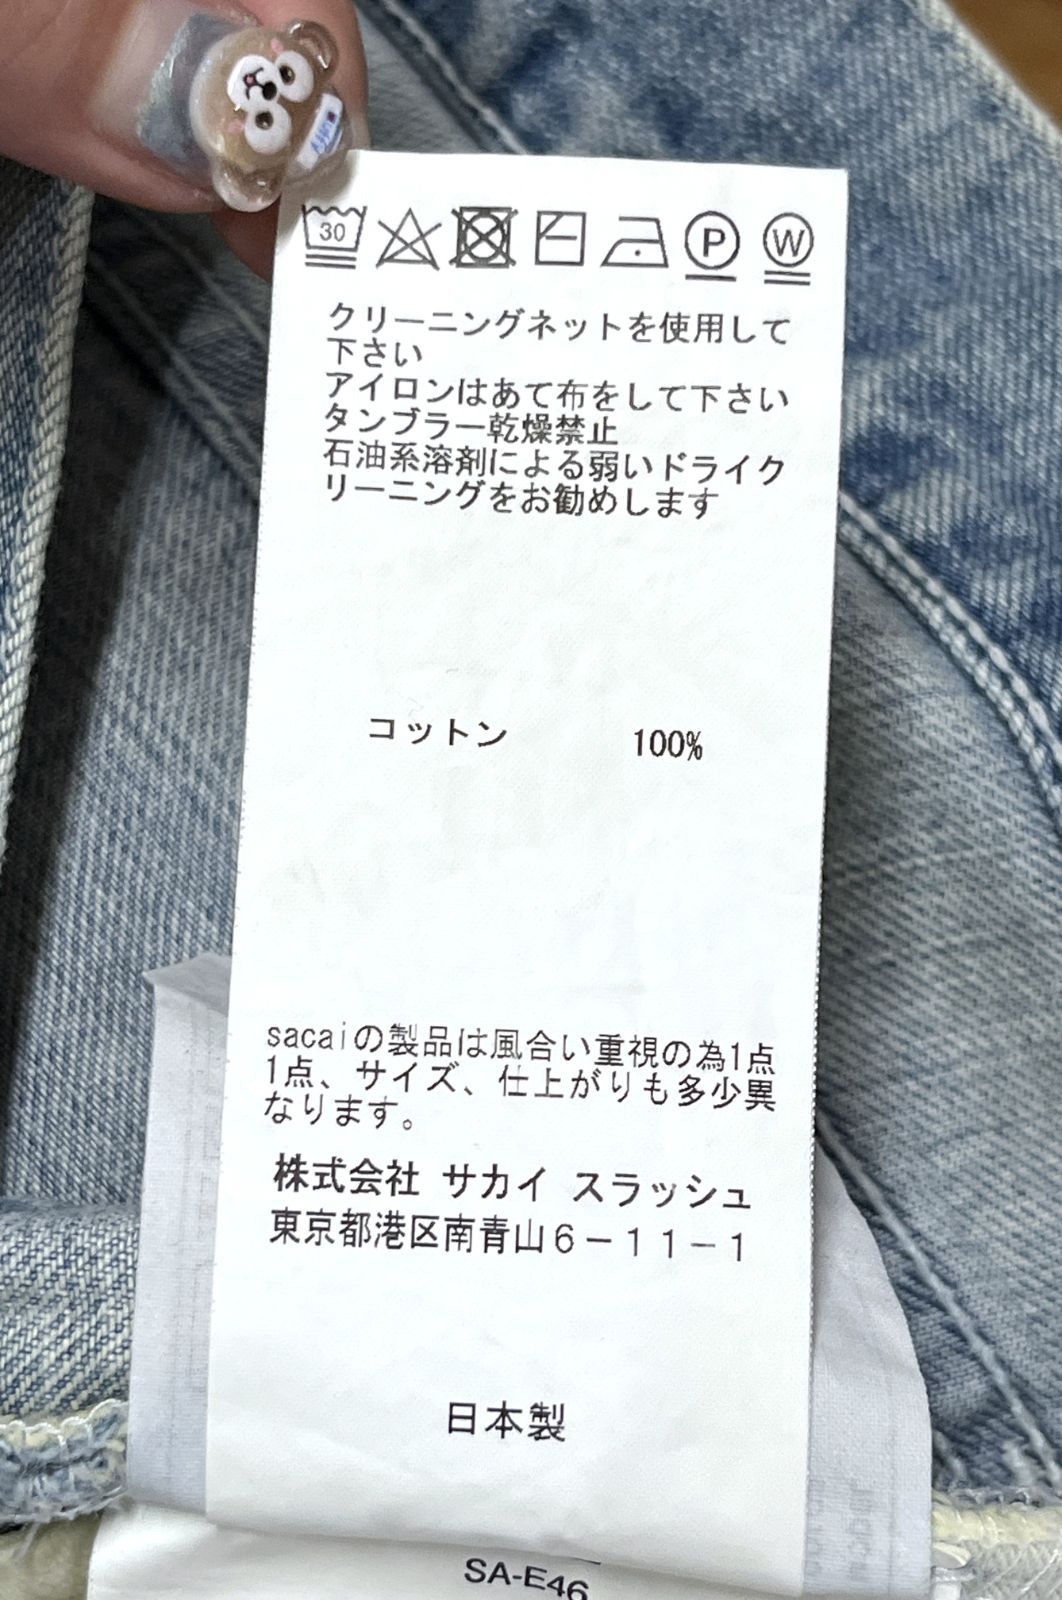 30
P
W
クリーニングネットを使用して
下さい
アイロンはあて布をして下さい
タンブラー乾燥禁止
石油系溶剤による弱いドライク
リーニングをお勧めします
コットン 100%
sacaiの製品は風合い重視の為1点
1点、サイズ、仕上がりも多少異
なります。
株式会社 サカイ スラッシュ
東京都港区南青山6-11-1
日本製
SA-E46